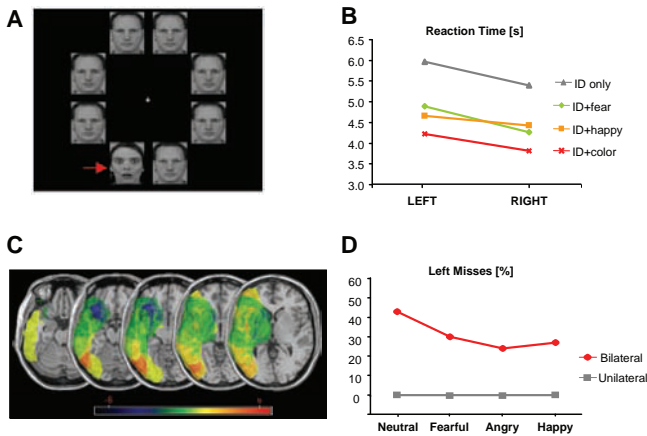 A
B
Reaction Time [s]
6.5
6.0
5.5
5.0
4.5
4.0
3.5
3.0
LEFT RIGHT
ID only
ID+fear
ID+happy
ID+color
C
D
Left Misses [%]
60
50
40
30
20
10
0
Neutral Fearful Angry Happy
Bilateral
Unilateral